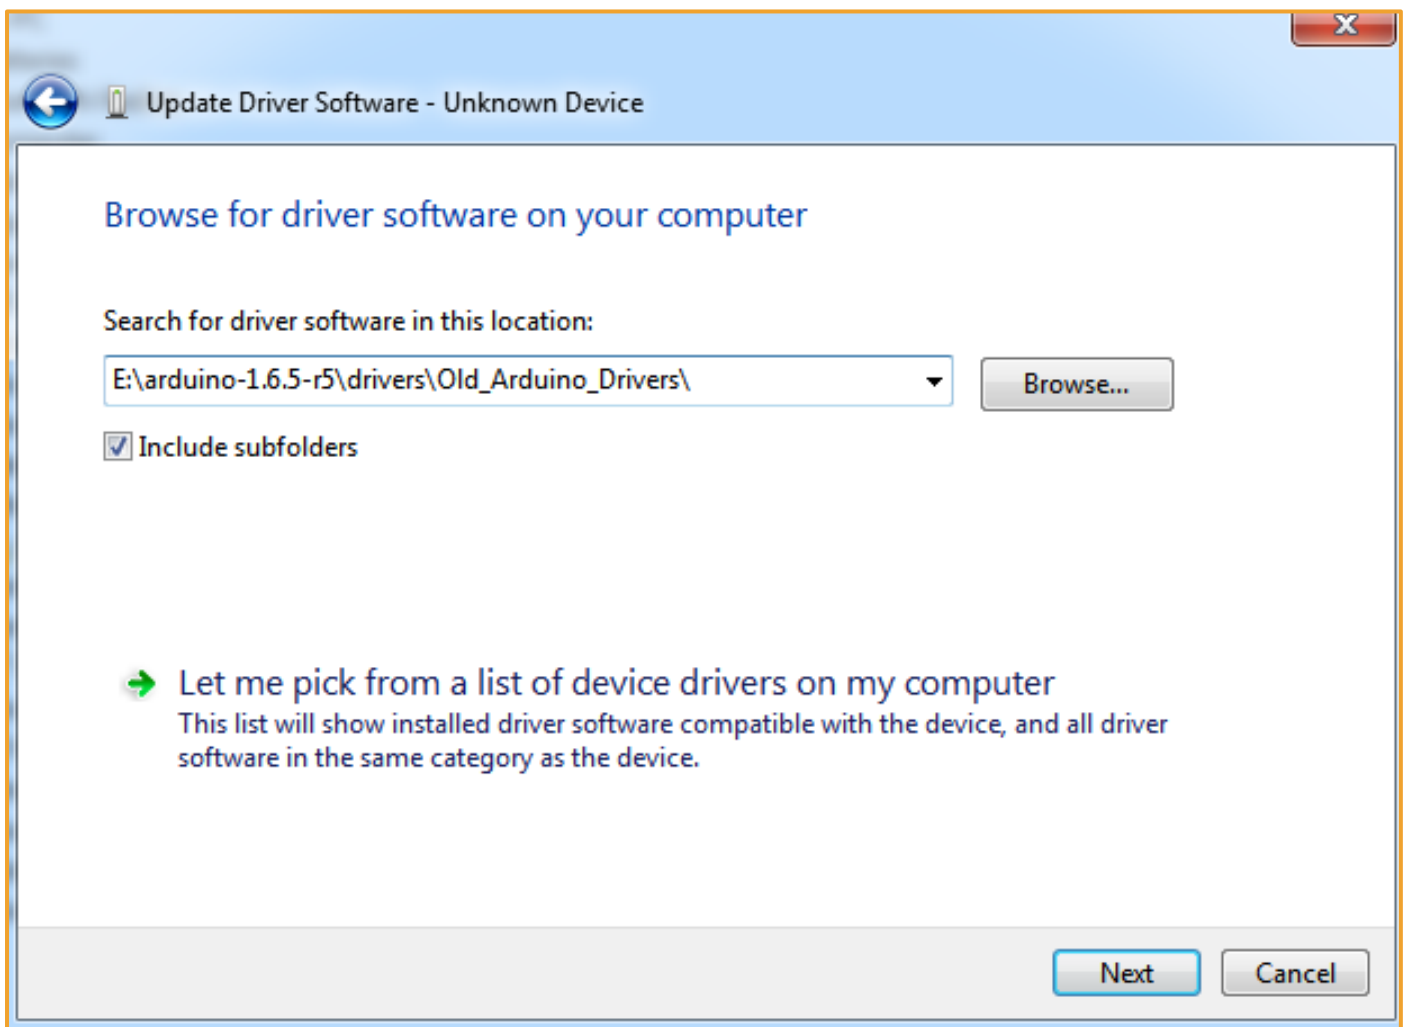 Update Driver Software - Unknown Device
Browse for driver software on your computer
Search for driver software in this location:
E:\arduino-1.6.5-r5\drivers\Old_Arduino_Drivers\
Browse...
Include subfolders
Let me pick from a list of device drivers on my computer
This list will show installed driver software compatible with the device, and all driver
software in the same category as the device.
Next
Cancel